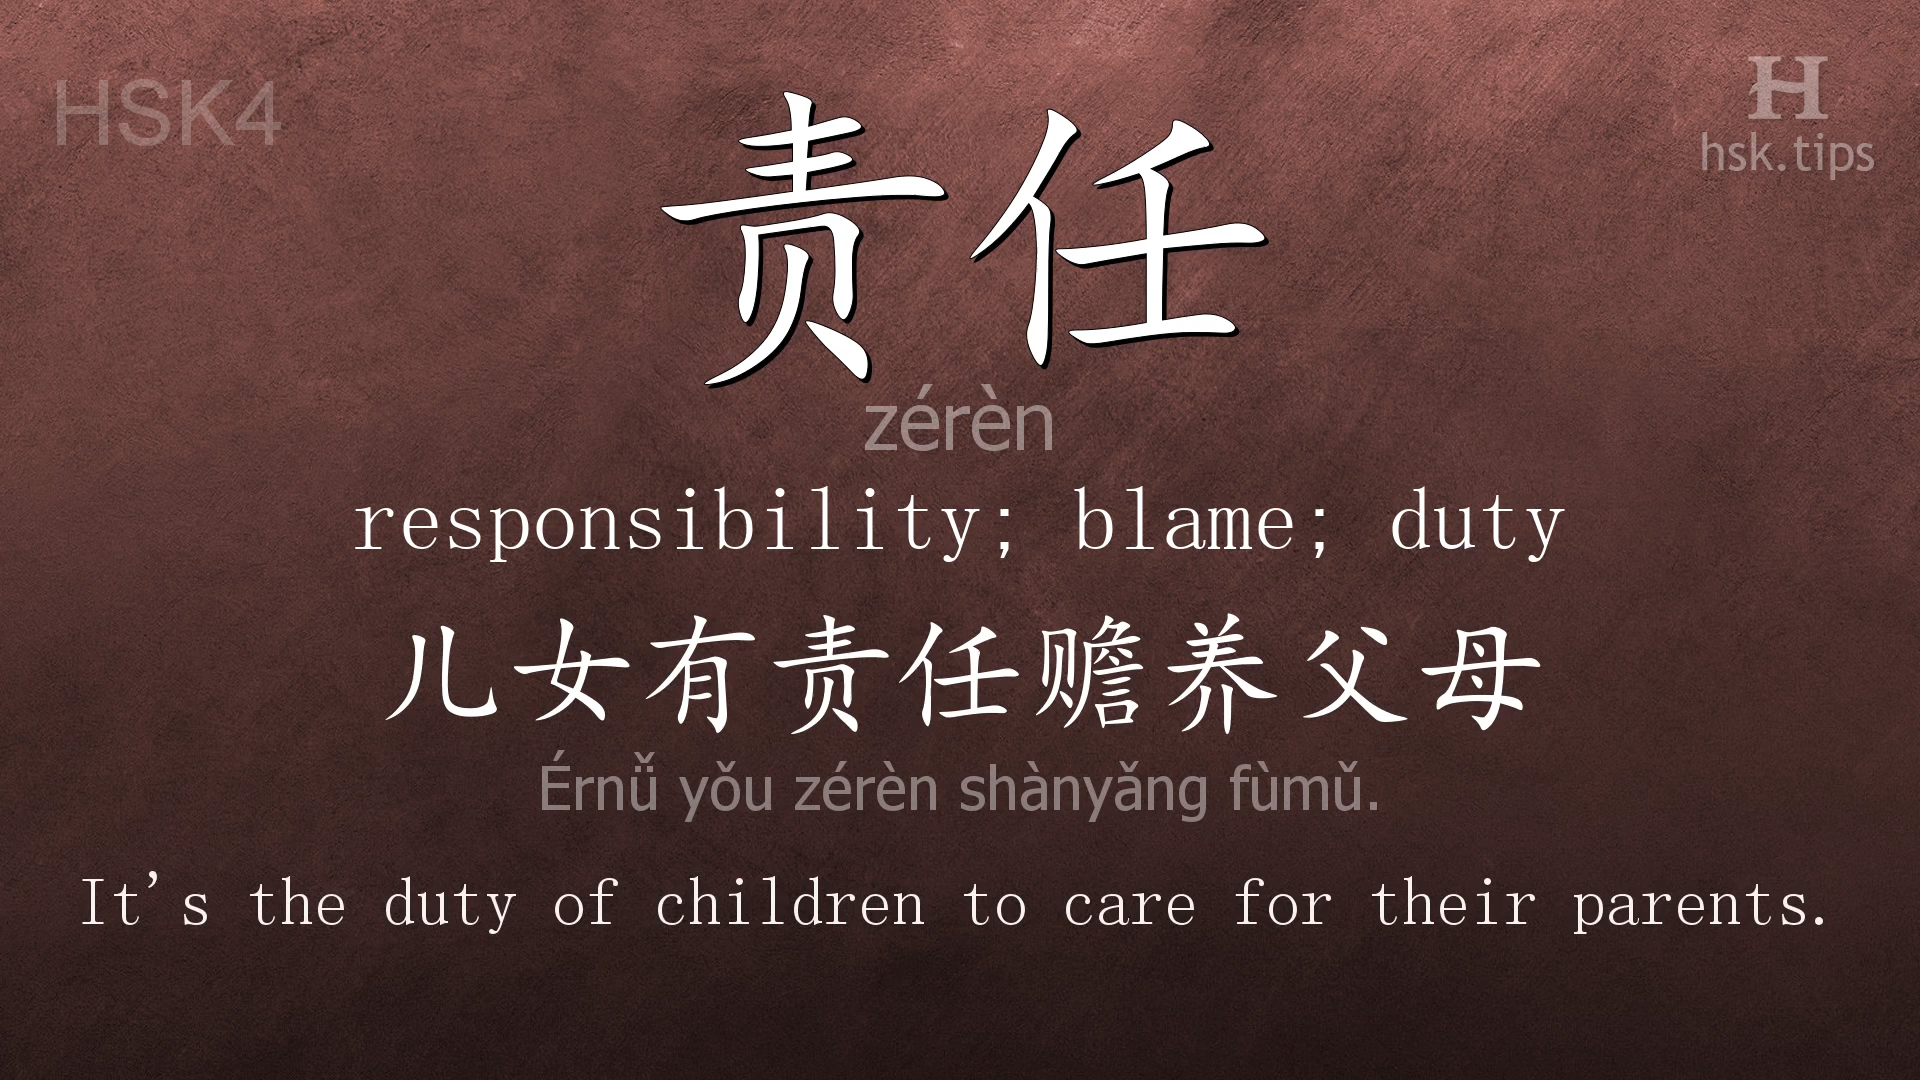 HSK4
H
hsk.tips
责任
zérèn
responsibility; blame; duty
儿女有责任赡养父母
Érnǚ yǒu zérèn shànyǎng fùmǔ.
It's the duty of children to care for their parents.